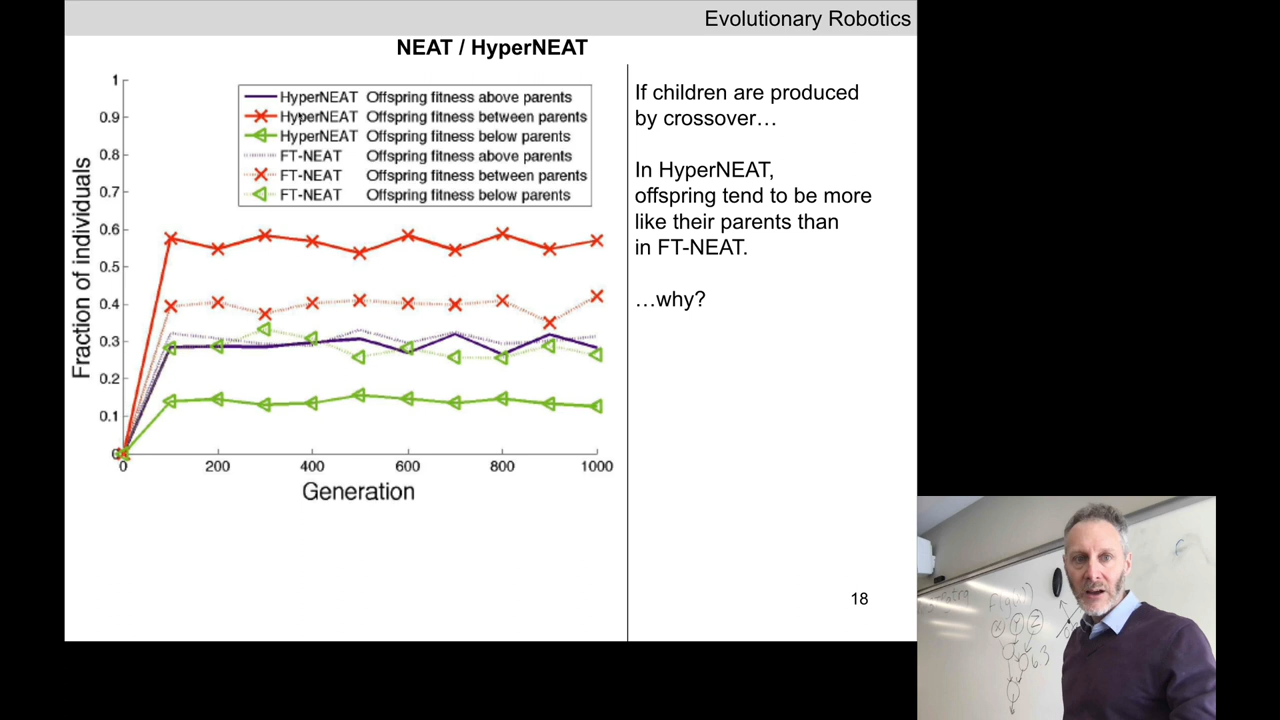 Evolutionary Robotics
NEAT / HyperNEAT
1
0.9
0.8
0.7
0.6
0.5
0.4
0.3
0.2
0.1
0
Fraction of individuals
HyperNEAT Offspring fitness above parents
HyperNEAT Offspring fitness between parents
HyperNEAT Offspring fitness below parents
FT-NEAT Offspring fitness above parents
FT-NEAT Offspring fitness between parents
FT-NEAT Offspring fitness below parents
0 200 400 600 800 1000
Generation
If children are produced
by crossover…
In HyperNEAT,
offspring tend to be more
like their parents than
in FT-NEAT.
…why?
18
X Y Z